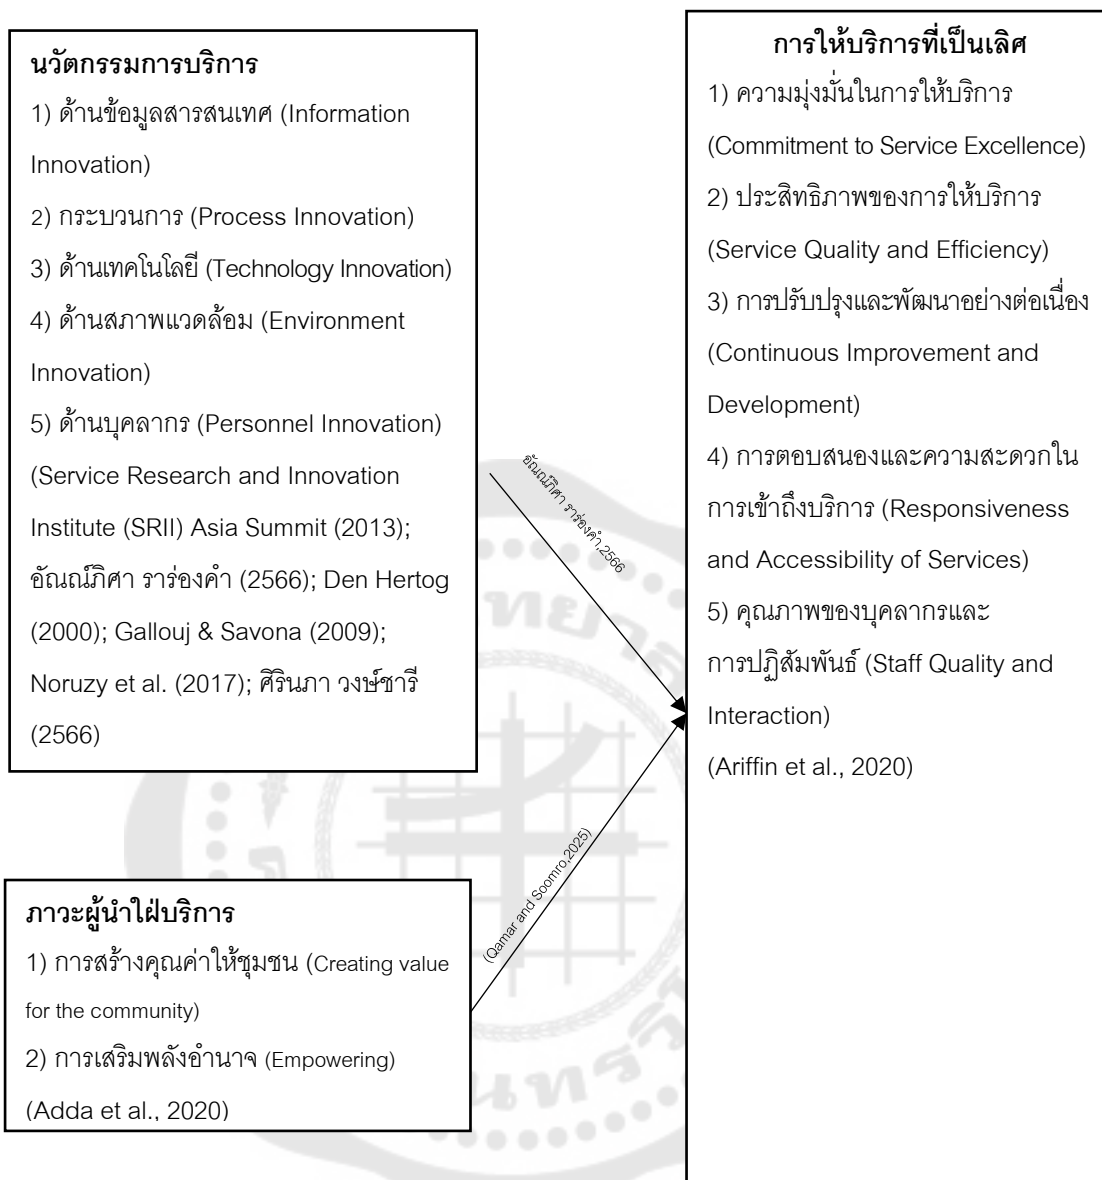 นวัตกรรมการบริการ
1) ด้านข้อมูลสารสนเทศ (Information
Innovation)
2) กระบวนการ (Process Innovation)
3) ด้านเทคโนโลยี (Technology Innovation)
4) ด้านสภาพแวดล้อม (Environment
Innovation)
5) ด้านบุคลากร (Personnel Innovation)
(Service Research and Innovation
Institute (SRII) Asia Summit (2013);
อัณณ์ภิศา ราร่องคำ (2566); Den Hertog
(2000); Gallouj & Savona (2009);
Noruzy et al. (2017); ศิรินภา วงษ์ชารี
(2566)
ภาวะผู้นำใฝ่บริการ
1) การสร้างคุณค่าให้ชุมชน (Creating value
for the community)
2) การเสริมพลังอำนาจ (Empowering)
(Adda et al., 2020)
อัณณ์ภิศา ราร่องคำ,2566
(Qamar and Soomro,2025)
การให้บริการที่เป็นเลิศ
1) ความมุ่งมั่นในการให้บริการ
(Commitment to Service Excellence)
2) ประสิทธิภาพของการให้บริการ
(Service Quality and Efficiency)
3) การปรับปรุงและพัฒนาอย่างต่อเนื่อง
(Continuous Improvement and
Development)
4) การตอบสนองและความสะดวกใน
การเข้าถึงบริการ (Responsiveness
and Accessibility of Services)
5) คุณภาพของบุคลากรและ
การปฏิสัมพันธ์ (Staff Quality and
Interaction)
(Ariffin et al., 2020)